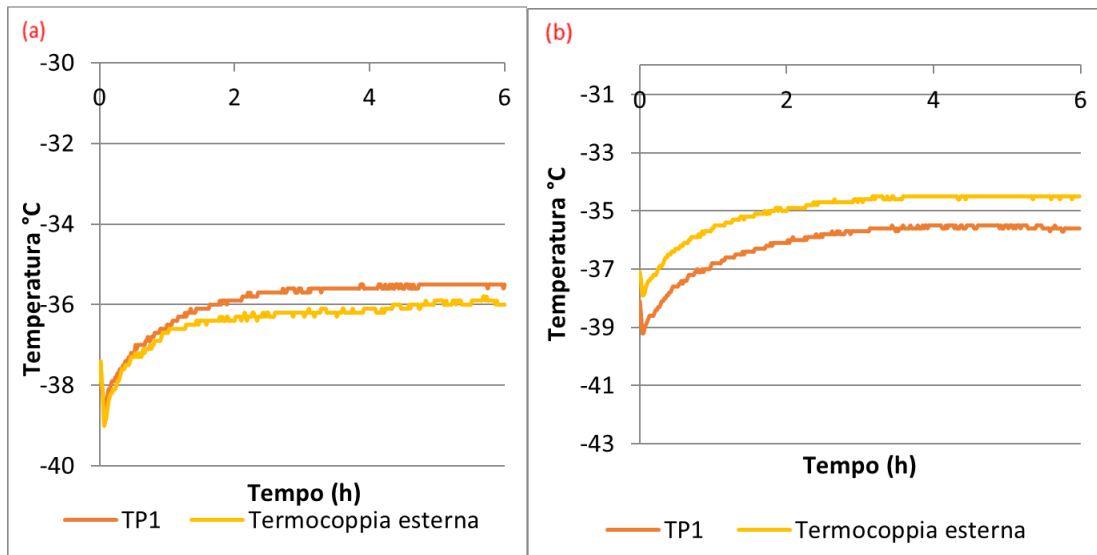 (a)
-30
0
2
4
6
-32
-34
-36
-38
-40
Temperatura °C
Tempo (h)
TP1
Termocoppia esterna
(b)
-31
0
2
4
6
-33
-35
-37
-39
-41
-43
Temperatura °C
Tempo (h)
TP1
Termocoppia esterna